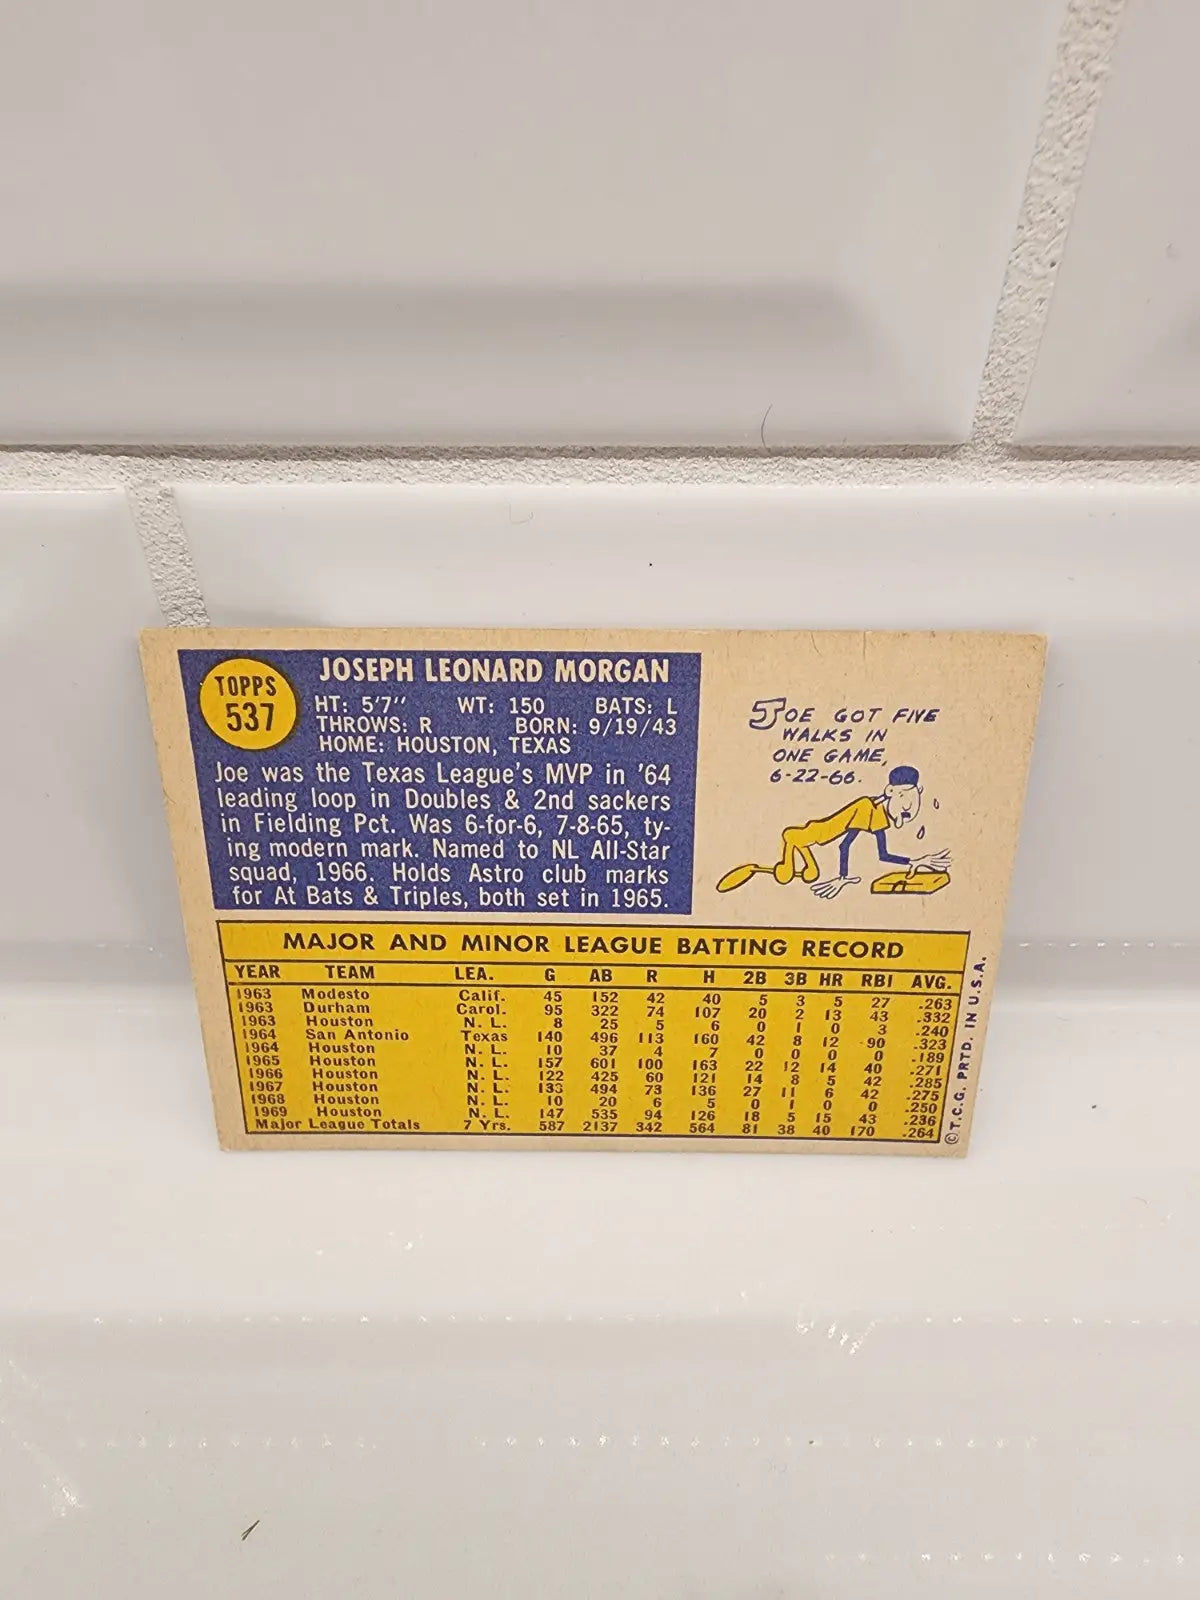 TOPPS
537
JOSEPH LEONARD MORGAN
HT: 5'7" WT: 150 BATS: L
THROWS: R BORN: 9/19/43
HOME: HOUSTON, TEXAS
Joe was the Texas League's MVP in '64
leading loop in Doubles & 2nd sackers
in Fielding Pct. Was 6-for-6, 7-8-65, ty-
ing modern mark. Named to NL All-Star
squad, 1966. Holds Astro club marks
for At Bats & Triples, both set in 1965.
JOE GOT FIVE
WALKS IN
ONE GAME,
6-22-66.
MAJOR AND MINOR LEAGUE BATTING RECORD
YEAR TEAM LEA. G AB R H 2B 3B HR RBI AVG.
1963 Modesto Calif. 45 152 42 40 5 3 5 27 .263
1963 Durham Carol. 95 322 74 107 20 2 13 43 .332
1963 Houston N. L. 8 25 5 6 0 1 0 3 .240
1964 San Antonio Texas 140 496 113 160 42 8 12 90 .323
1964 Houston N. L. 10 37 4 7 0 0 0 0 .189
1965 Houston N. L. 157 601 100 163 22 12 14 40 .271
1966 Houston N. L. 122 425 60 121 14 8 5 42 .285
1967 Houston N. L. 133 494 73 136 27 11 6 42 .275
1968 Houston N. L. 10 20 6 5 0 1 0 0 .250
1969 Houston N. L. 147 535 94 126 18 5 15 43 .236
Major League Totals 7 Yrs. 587 2137 342 564 81 38 40 170 .264
© T.C.G. PRTD. IN U.S.A.